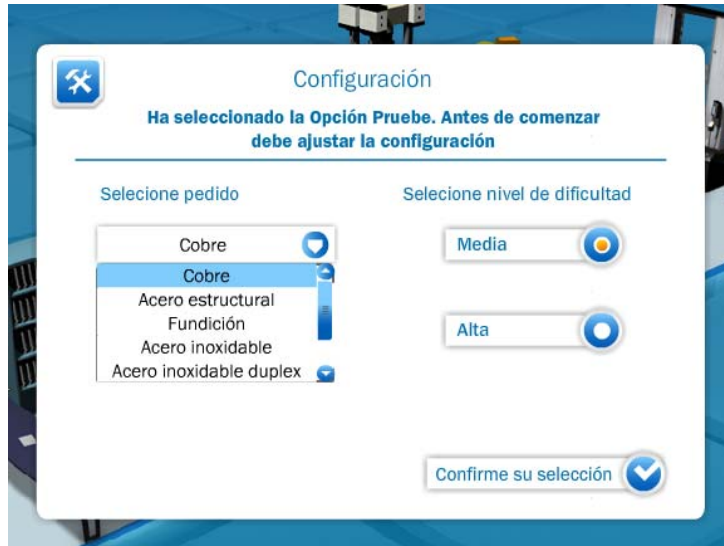 Configuración
Ha seleccionado la Opción Pruebe. Antes de comenzar
debe ajustar la configuración
Selecione pedido
Cobre
Cobre
Acero estructural
Fundición
Acero inoxidable
Acero inoxidable duplex
Selecione nivel de dificultad
Media
Alta
Confirme su selección